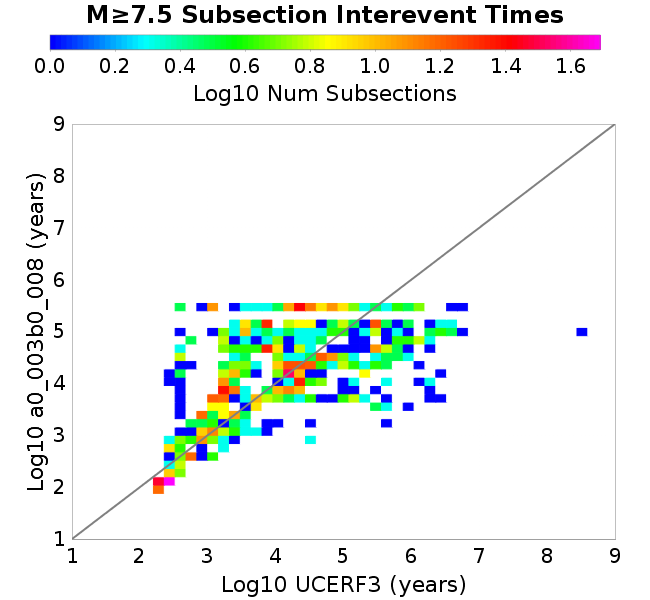 M≥7.5 Subsection Interevent Times
0.0 0.2 0.4 0.6 0.8 1.0 1.2 1.4 1.6
Log10 Num Subsections
Log10 a0_003b0_008 (years)
9
8
7
6
5
4
3
2
1
1 2 3 4 5 6 7 8 9
Log10 UCERF3 (years)